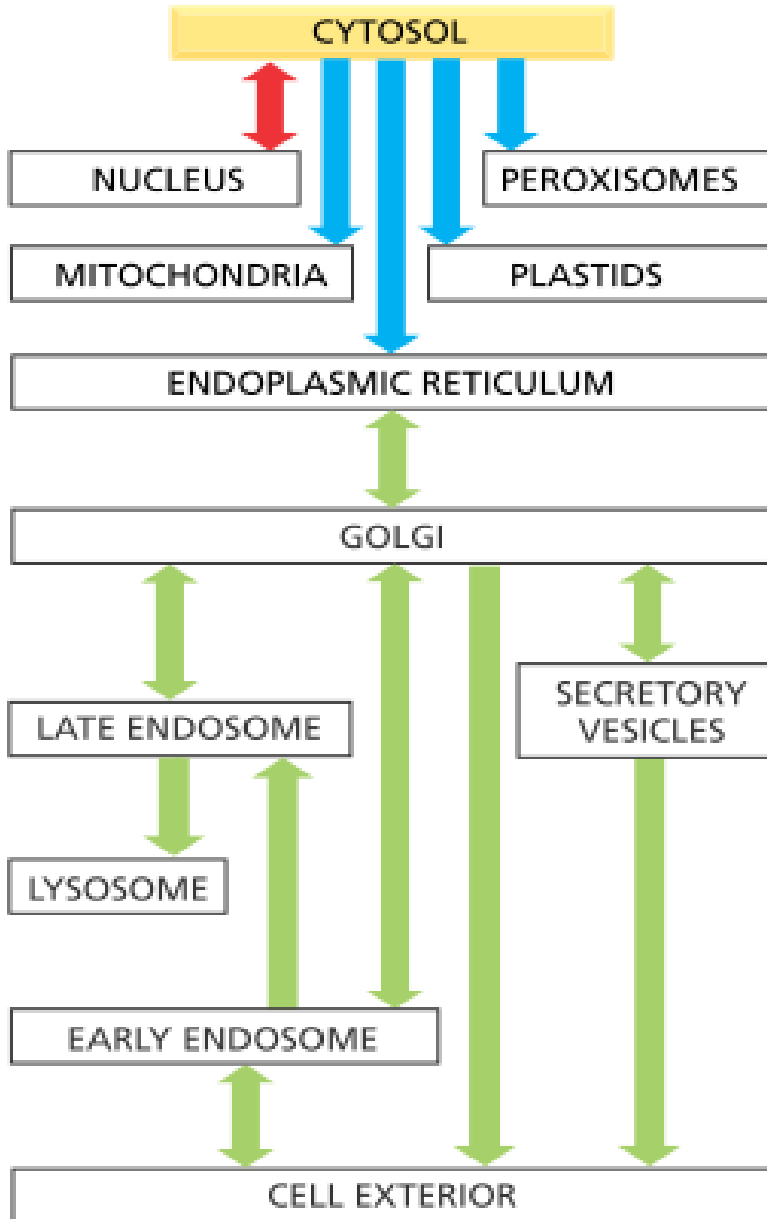 CYTOSOL
NUCLEUS
PEROXISOMES
MITOCHONDRIA
PLASTIDS
ENDOPLASMIC RETICULUM
GOLGI
LATE ENDOSOME
SECRETORY
VESICLES
LYSOSOME
EARLY ENDOSOME
CELL EXTERIOR